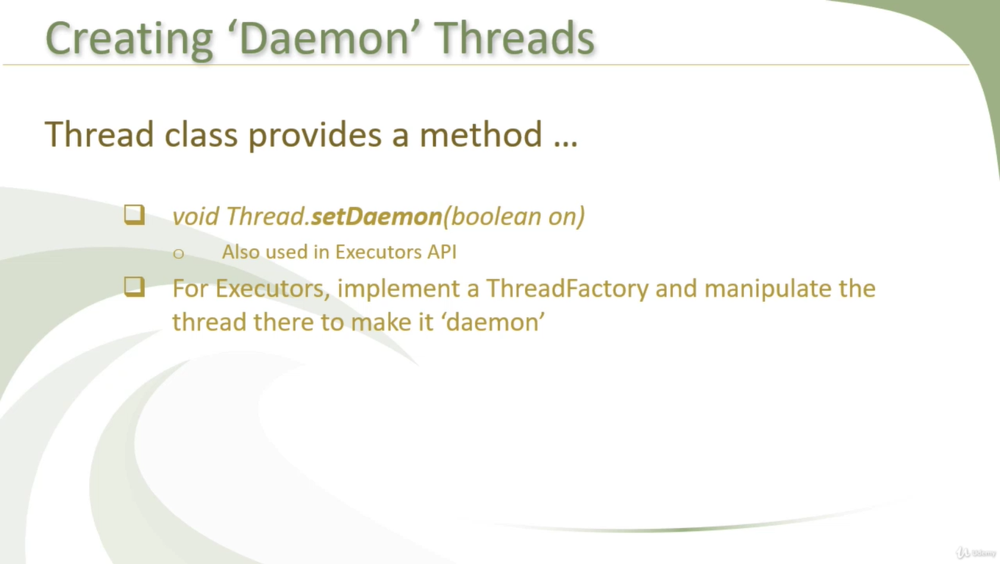 Creating ‘Daemon’ Threads
Thread class provides a method ...
void Thread.setDaemon(boolean on)
Also used in Executors API
For Executors, implement a ThreadFactory and manipulate the
thread there to make it ‘daemon’
Udemy